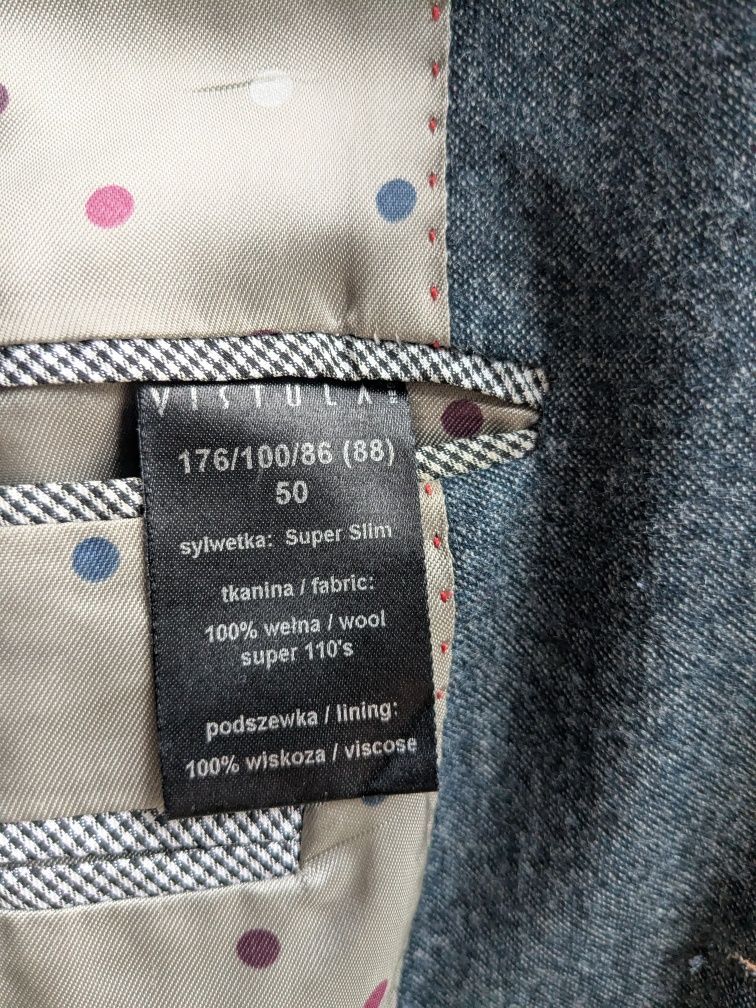 VISTULA
176/100/86 (88)
50
sylwetka: Super Slim
tkanina / fabric:
100% wełna / wool
super 110's
podszewka / lining:
100% wiskoza / viscose